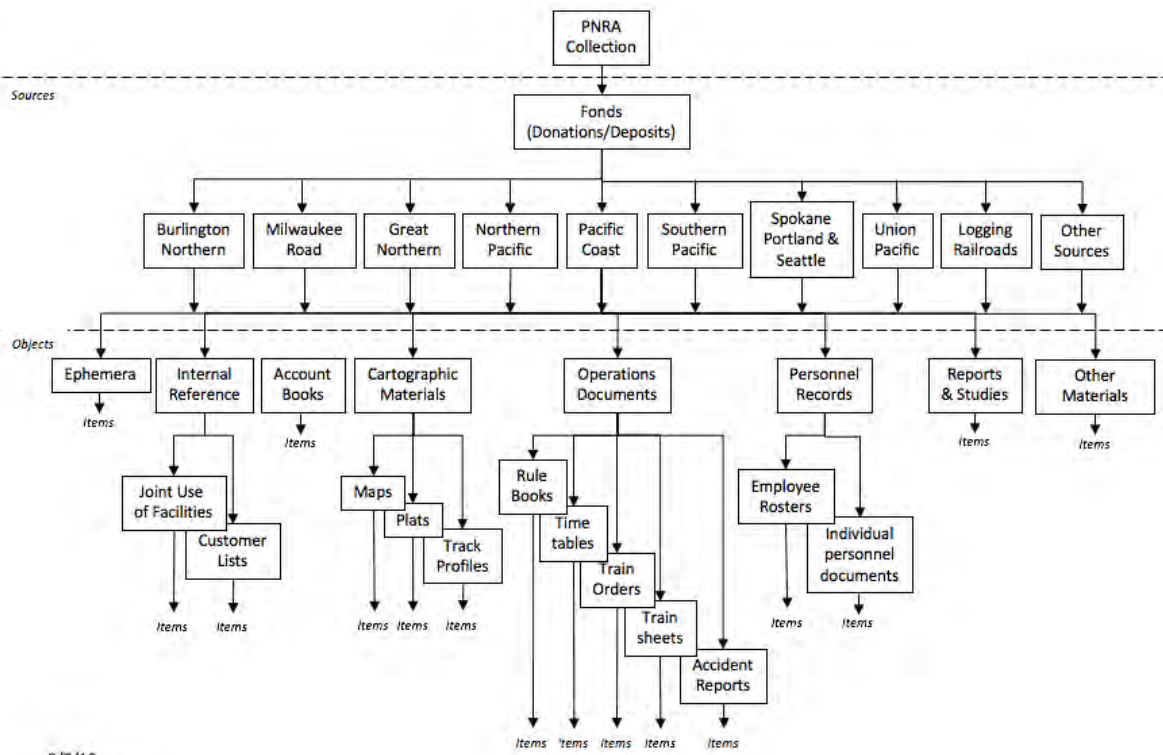 PNRA
Collection
Sources
Fonds
(Donations/Deposits)
Burlington
Northern
Milwaukee
Road
Great
Northern
Northern
Pacific
Pacific
Coast
Southern
Pacific
Spokane
Portland &
Seattle
Union
Pacific
Logging
Railroads
Other
Sources
Objects
Ephemera
Internal
Reference
Account
Books
Cartographic
Materials
Operations
Documents
Personnel
Records
Reports
& Studies
Other
Materials
Items
Items
Items
Items
Joint Use
of Facilities
Customer
Lists
Maps
Plats
Track
Profiles
Rule
Books
Time
tables
Train
Orders
Train
sheets
Accident
Reports
Employee
Rosters
Individual
personnel
documents
Items
Items
Items
Items
Items
Items
Items
Items
Items
Items
Items
Items